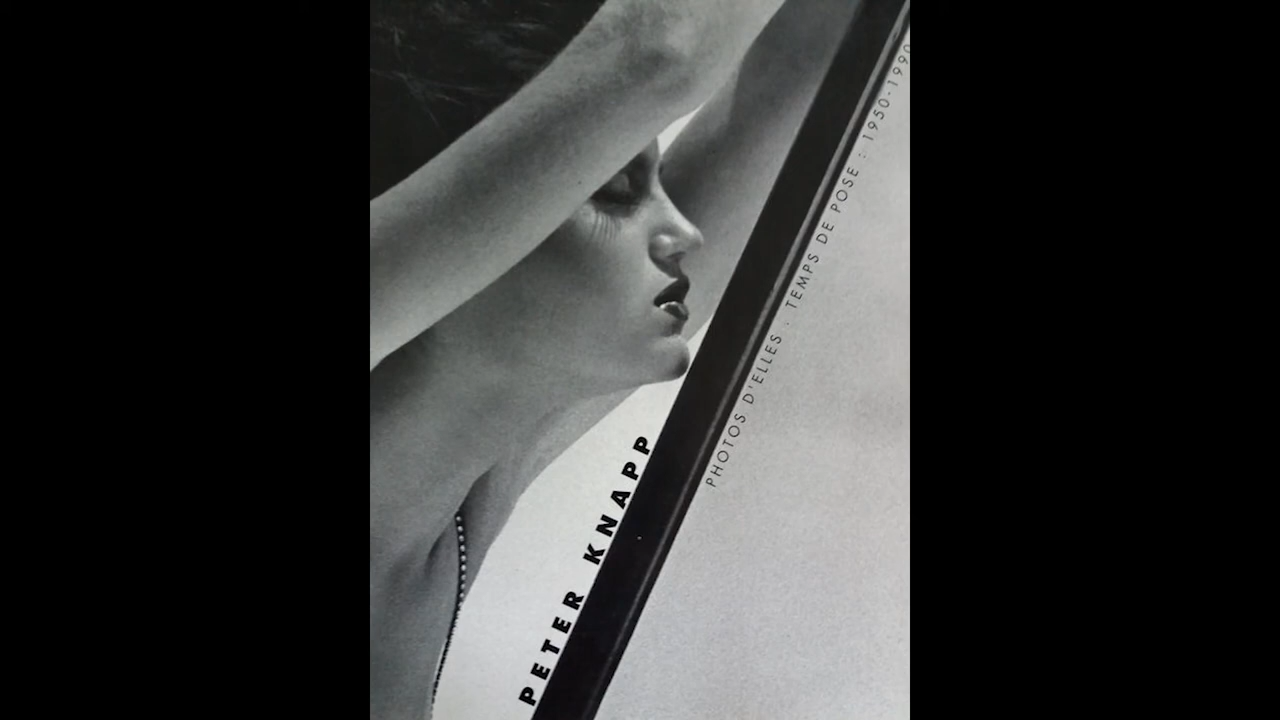 PETER KNAPP
PHOTOS D'ELLES : TEMPS DE POSE : 1950-1990